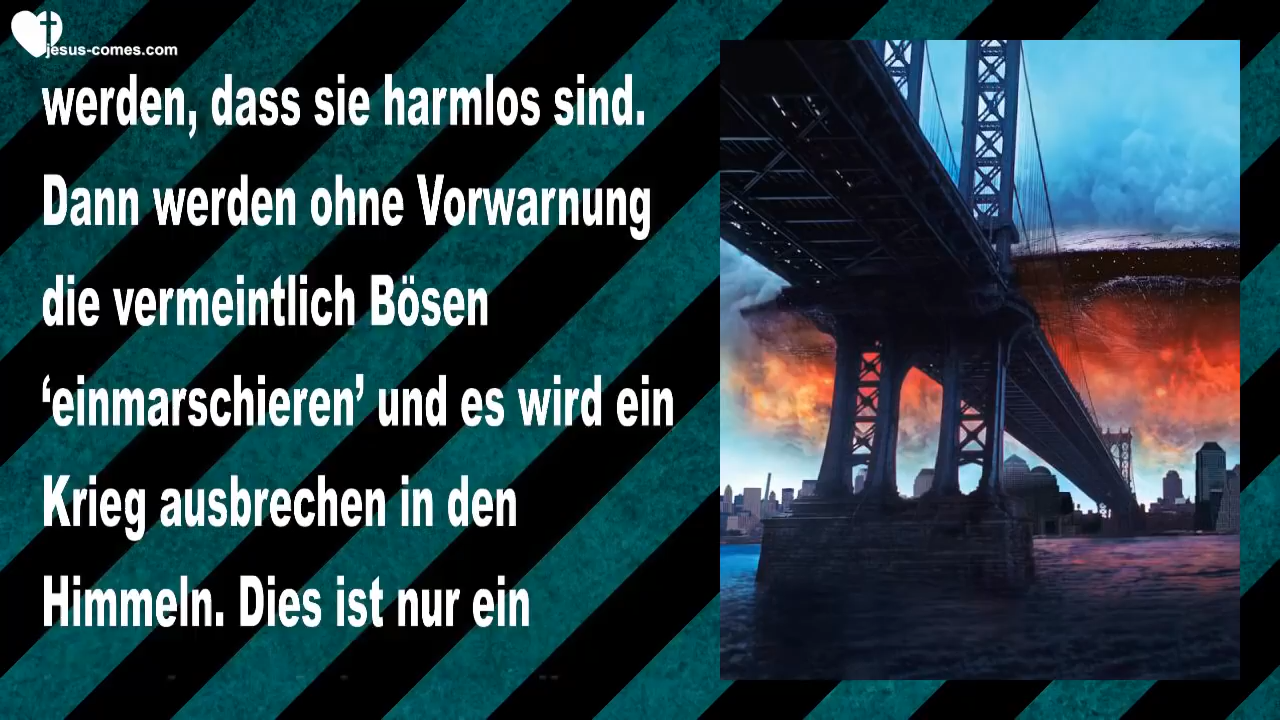 jesus-comes.com
werden, dass sie harmlos sind.
Dann werden ohne Vorwarnung
die vermeintlich Bösen
‘einmarschieren’ und es wird ein
Krieg ausbrechen in den
Himmeln. Dies ist nur ein